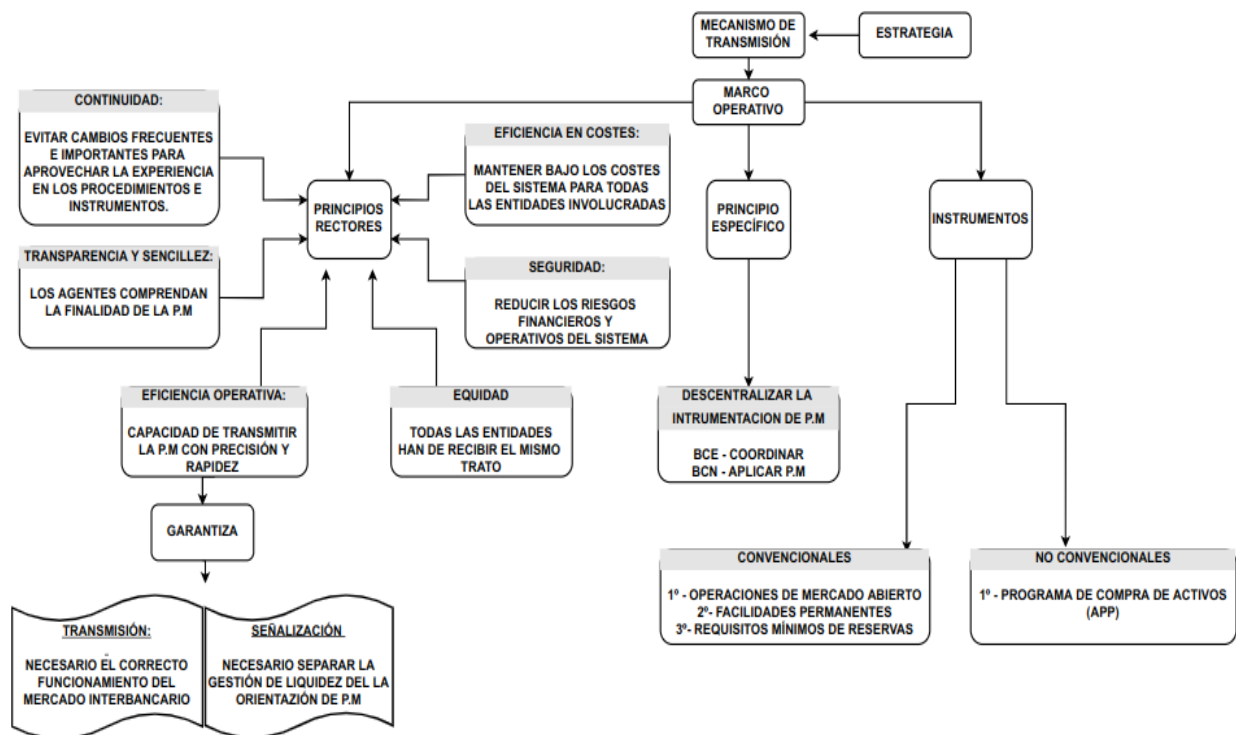 MECANISMO DE
TRANSMISIÓN
ESTRATEGIA
MARCO
OPERATIVO
CONTINUIDAD:
EVITAR CAMBIOS FRECUENTES
E IMPORTANTES PARA
APROVECHAR LA EXPERIENCIA
EN LOS PROCEDIMIENTOS E
INSTRUMENTOS.
TRANSPARENCIA Y SENCILLEZ:
LOS AGENTES COMPRENDAN
LA FINALIDAD DE LA P.M
PRINCIPIOS
RECTORES
EFICIENCIA EN COSTES:
MANTENER BAJO LOS COSTES
DEL SISTEMA PARA TODAS
LAS ENTIDADES INVOLUCRADAS
SEGURIDAD:
REDUCIR LOS RIESGOS
FINANCIEROS Y
OPERATIVOS DEL SISTEMA
PRINCIPIO
ESPECÍFICO
INSTRUMENTOS
EFICIENCIA OPERATIVA:
CAPACIDAD DE TRANSMITIR
LA P.M CON PRECISIÓN Y
RAPIDEZ
EQUIDAD
TODAS LAS ENTIDADES
HAN DE RECIBIR EL MISMO
TRATO
DESCENTRALIZAR LA
INTRUMENTACION DE P.M
BCE - COORDINAR
BCN - APLICAR P.M
GARANTIZA
CONVENCIONALES
1º - OPERACIONES DE MERCADO ABIERTO
2º- FACILIDADES PERMANENTES
3º- REQUISITOS MÍNIMOS DE RESERVAS
NO CONVENCIONALES
1º - PROGRAMA DE COMPRA DE ACTIVOS
(APP)
TRANSMISIÓN:
NECESARIO EL CORRECTO
FUNCIONAMIENTO DEL
MERCADO INTERBANCARIO
SEÑALIZACIÓN
NECESARIO SEPARAR LA
GESTIÓN DE LIQUIDEZ DEL LA
ORIENTAZIÓN DE P.M